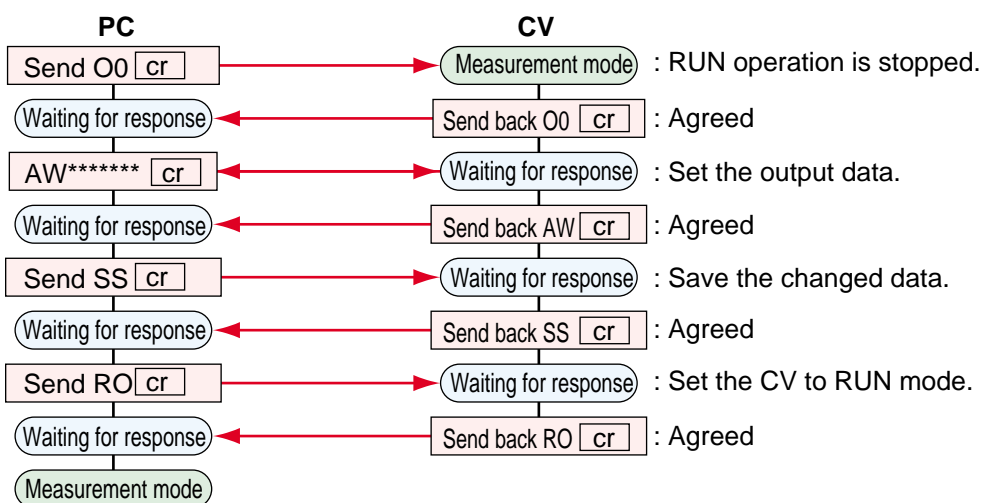 PC CV
Send O0 cr Measurement mode : RUN operation is stopped.
Waiting for response Send back O0 cr : Agreed
AW******* cr Waiting for response : Set the output data.
Waiting for response Send back AW cr : Agreed
Send SS cr Waiting for response : Save the changed data.
Waiting for response Send back SS cr : Agreed
Send RO cr Waiting for response : Set the CV to RUN mode.
Waiting for response Send back RO cr : Agreed
Measurement mode